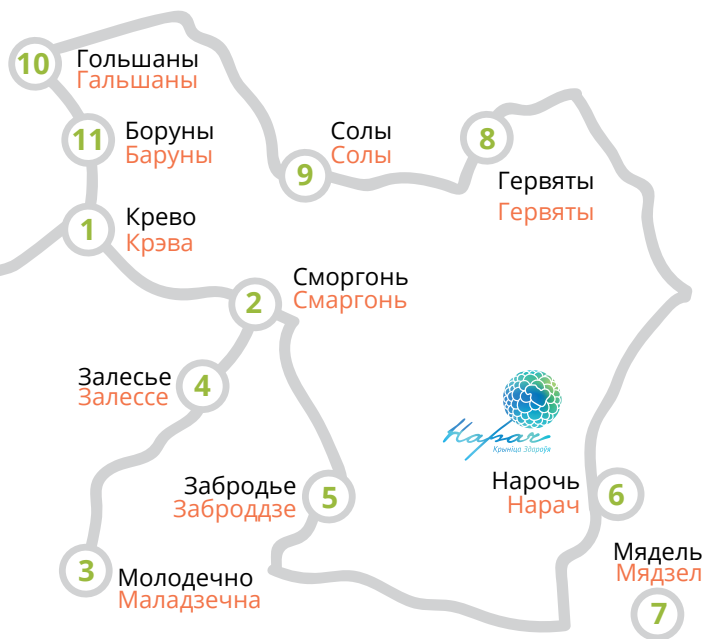 10
Гольшаны
Гальшаны
11
Боруны
Баруны
9
Солы
Солы
8
Гервяты
Гервяты
1
Крево
Крэва
2
Сморгонь
Смаргонь
Залесье
Залессе
4
Нарач
Крыніца Здароўя
Забродье
Заброддзе
5
Нарочь
Нарач
6
3
Молодечно
Маладзечна
Мядель
Мядзел
7